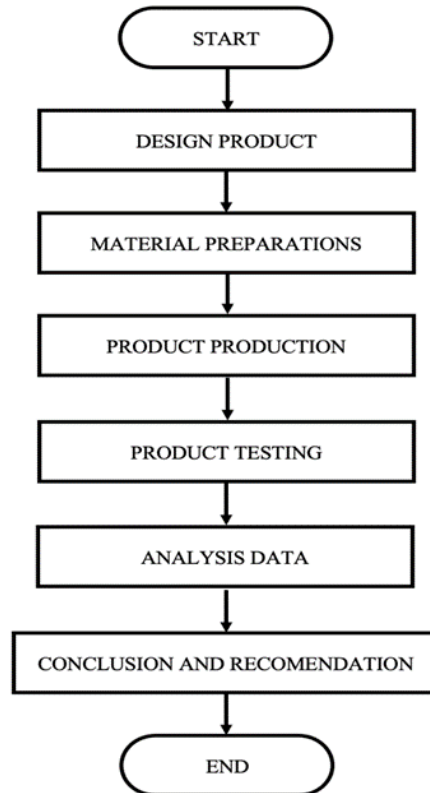 START
DESIGN PRODUCT
MATERIAL PREPARATIONS
PRODUCT PRODUCTION
PRODUCT TESTING
ANALYSIS DATA
CONCLUSION AND RECOMENDATION
END